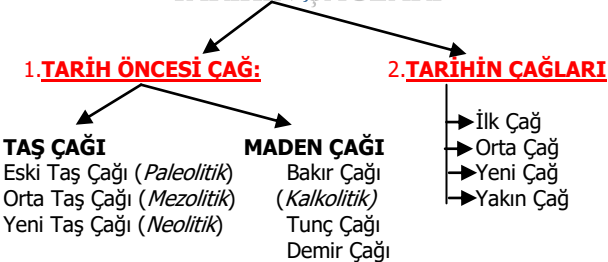 1.TARİH ÖNCESİ ÇAĞ:
2.TARİHİN ÇAĞLARI
TAŞ ÇAĞI
Eski Taş Çağı (Paleolitik)
Orta Taş Çağı (Mezolitik)
Yeni Taş Çağı (Neolitik)
MADEN ÇAĞI
Bakır Çağı
(Kalkolitik)
Tunç Çağı
Demir Çağı
İlk Çağ
Orta Çağ
Yeni Çağ
Yakın Çağ